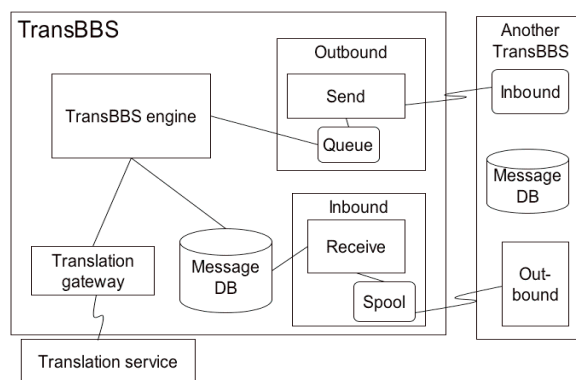 TransBBS
Outbound
Send
Queue
TransBBS engine
Translation
gateway
Message
DB
Inbound
Receive
Spool
Translation service
Another
TransBBS
Inbound
Message
DB
Out-
bound